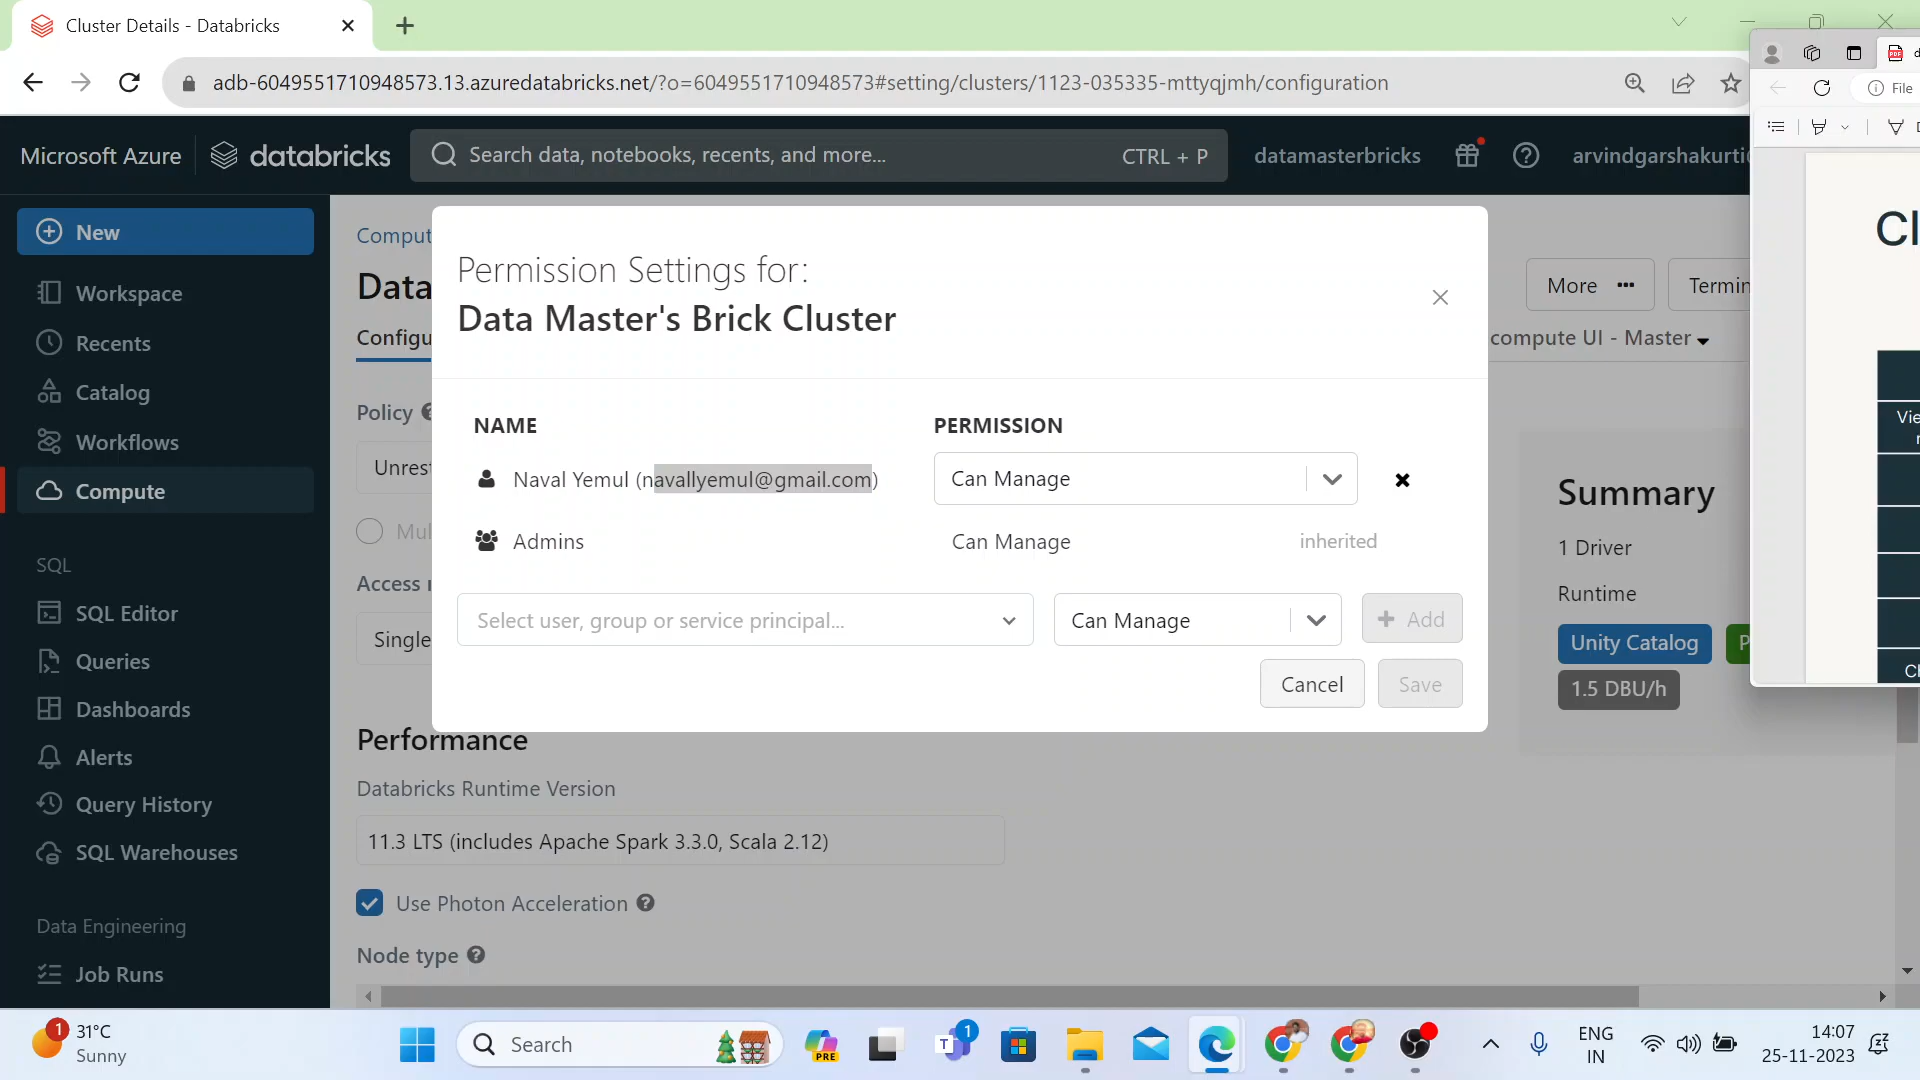 Cluster Details - Databricks
adb-6049551710948573.13.azuredatabricks.net/?o=6049551710948573#setting/clusters/1123-035335-mttyqjmh/configuration
File
Microsoft Azure
databricks
Search data, notebooks, recents, and more...
CTRL + P
datamasterbricks
New
Workspace
Recents
Catalog
Workflows
Compute
SQL
SQL Editor
Queries
Dashboards
Alerts
Query History
SQL Warehouses
Data Engineering
Job Runs
More
compute UI - Master
Policy
Permission Settings for:
Data Master's Brick Cluster
NAME
PERMISSION
Naval Yemul (navallyemul@gmail.com)
Can Manage
Admins
Can Manage
inherited
Select user, group or service principal...
Can Manage
Add
Cancel
Save
Performance
Databricks Runtime Version
11.3 LTS (includes Apache Spark 3.3.0, Scala 2.12)
Use Photon Acceleration
Node type
Summary
1 Driver
Runtime
Unity Catalog
1.5 DBU/h
1
31°C
Sunny
Search
PRE
1
ENG
IN
14:07
25-11-2023